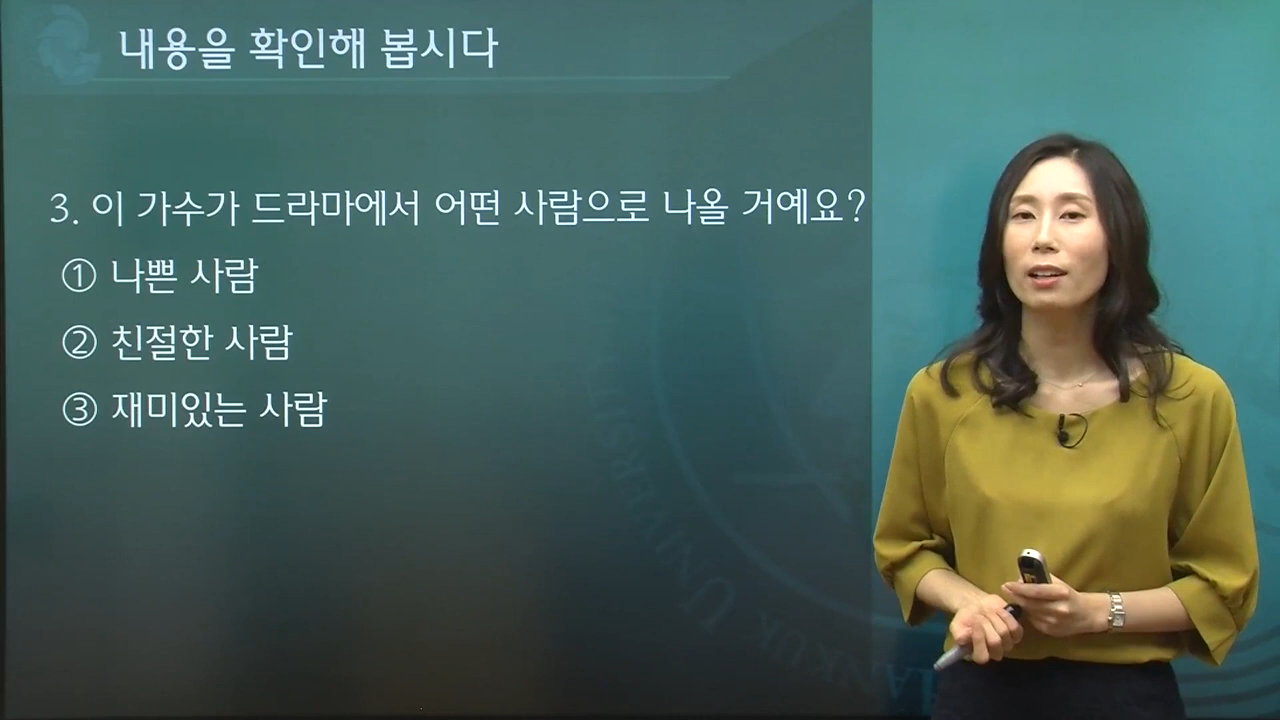 내용을 확인해 봅시다
3. 이 가수가 드라마에서 어떤 사람으로 나올 거예요?
① 나쁜 사람
② 친절한 사람
③ 재미있는 사람
HANKUK UNIVERSITY